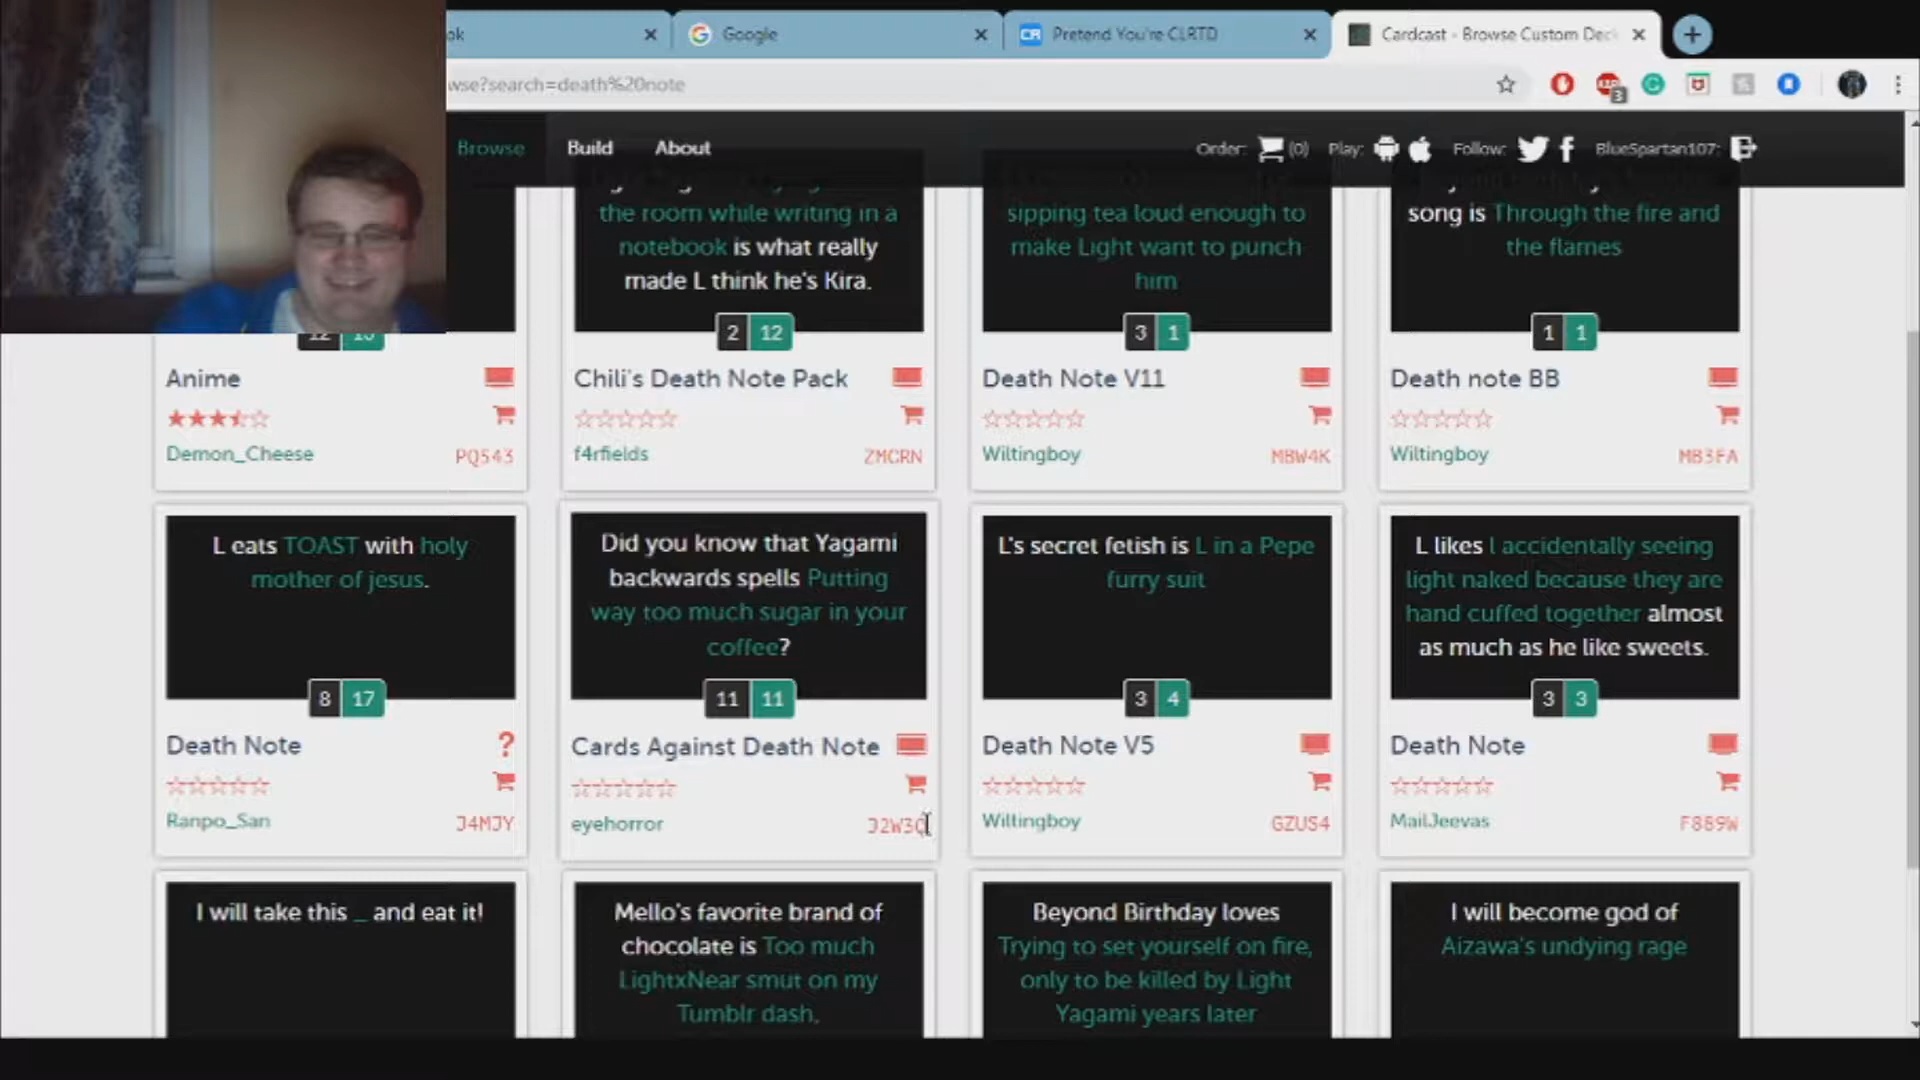 ok
Google
Pretend You're CLRTD
Cardcast - Browse Custom Dec
wse?search=death%20note
3
Browse
Build
About
Order:
(0)
Play:
Follow:
BlueSpartan107:
the room while writing in a
notebook is what really
made L think he's Kira.
2 12
sipping tea loud enough to
make Light want to punch
him
3 1
song is Through the fire and
the flames
1 1
Anime
Demon_Cheese
PQ543
Chili's Death Note Pack
f4rfields
ZMCRN
Death Note V11
Wiltingboy
MBW4K
Death note BB
Wiltingboy
MB3FA
L eats TOAST with holy
mother of jesus.
8 17
Death Note
?
Ranpo_San
J4MJY
Did you know that Yagami
backwards spells Putting
way too much sugar in your
coffee?
11 11
Cards Against Death Note
eyehorror
L's secret fetish is L in a Pepe
furry suit
3 4
Death Note V5
Wiltingboy
GZUS4
L likes l accidentally seeing
light naked because they are
hand cuffed together almost
as much as he like sweets.
3 3
Death Note
MailJeevas
F889W
I will take this _ and eat it!
Mello's favorite brand of
chocolate is Too much
LightxNear smut on my
Tumblr dash.
Beyond Birthday loves
Trying to set yourself on fire,
only to be killed by Light
Yagami years later
I will become god of
Aizawa's undying rage